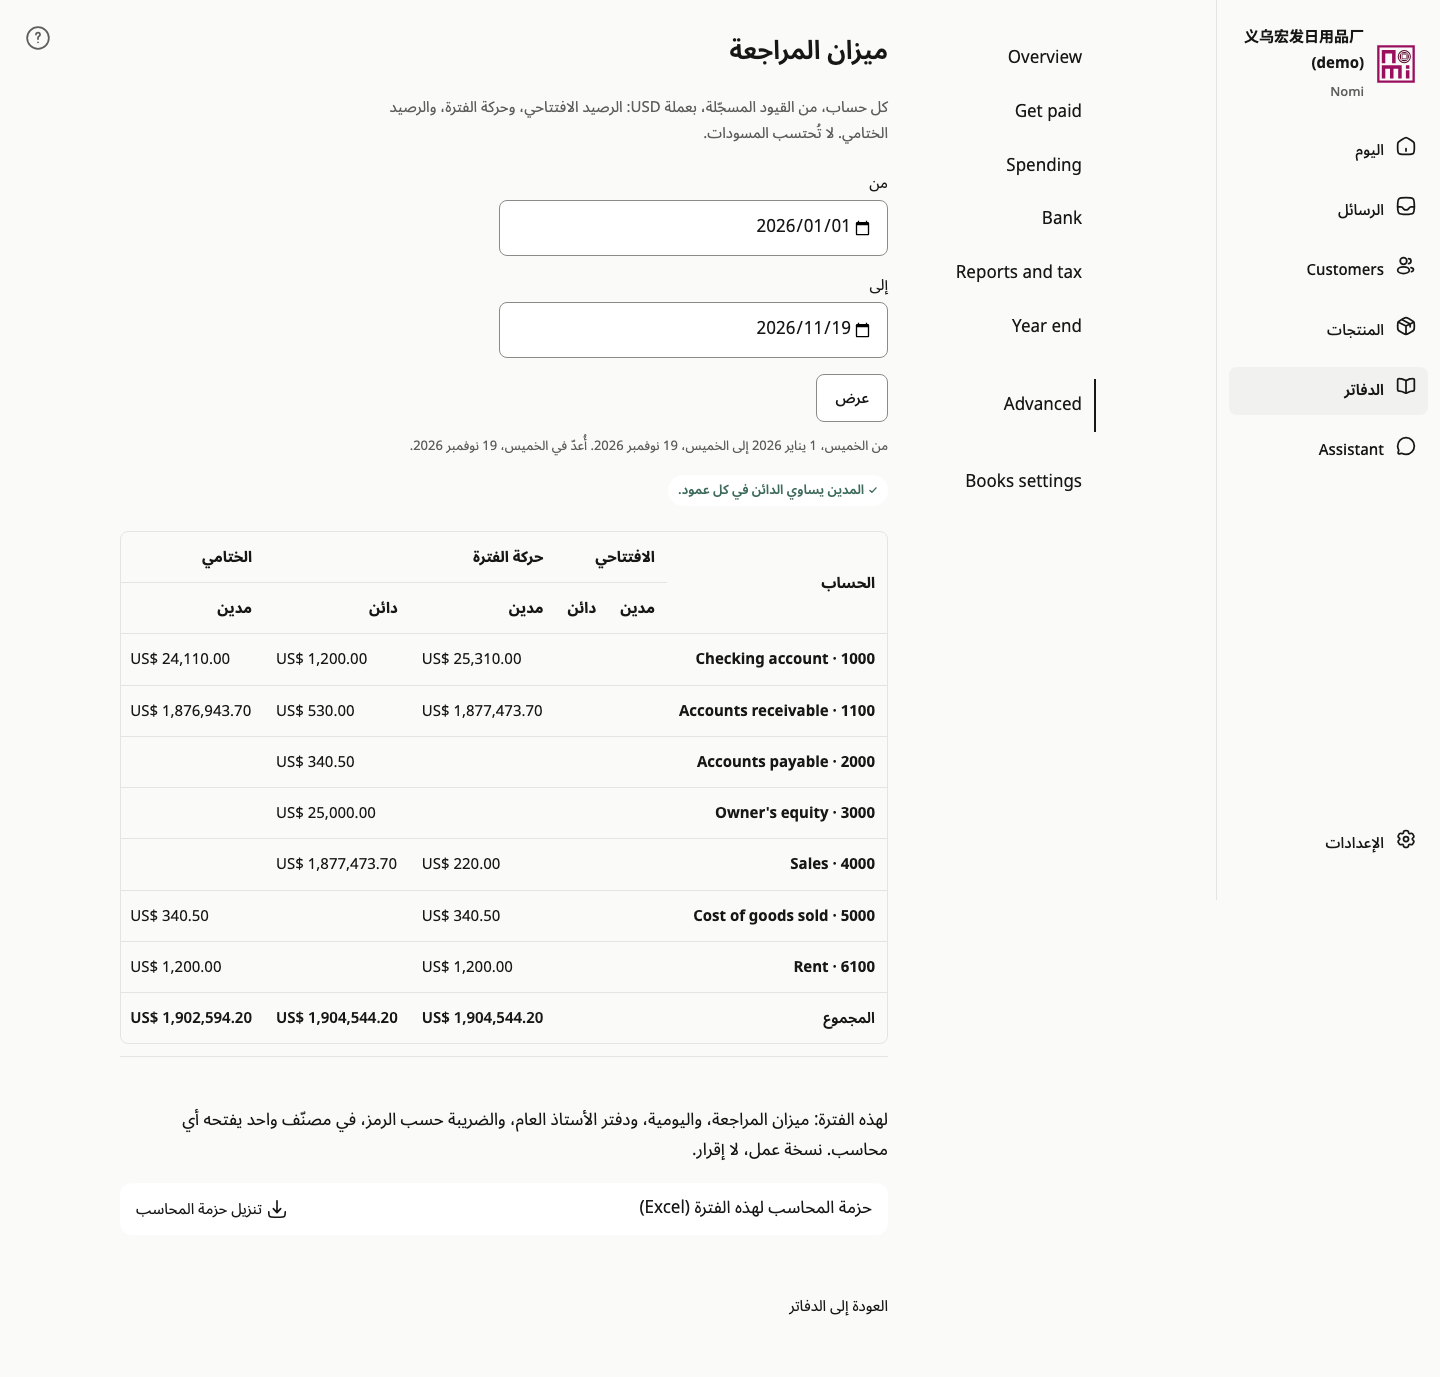 义乌宏发日用品厂
(demo)
Nomi
nomi
اليوم
الرسائل
Customers
المنتجات
الدفاتر
Assistant
الإعدادات
Overview
Get paid
Spending
Bank
Reports and tax
Year end
Advanced
Books settings
ميزان المراجعة
كل حساب، من القيود المسجّلة، بعملة USD: الرصيد الافتتاحي، وحركة الفترة، والرصيد
الختامي. لا تُحتسب المسودات.
من
2026/01/01
إلى
2026/11/19
عرض
من الخميس، 1 يناير 2026 إلى الخميس، 19 نوفمبر 2026. أُعدّ في الخميس، 19 نوفمبر 2026.
✓ المدين يساوي الدائن في كل عمود.
الحساب الافتتاحي حركة الفترة الختامي
مدين دائن مدين دائن مدين
1000 · Checking account US$ 25,310.00 US$ 1,200.00 US$ 24,110.00
1100 · Accounts receivable US$ 1,877,473.70 US$ 530.00 US$ 1,876,943.70
2000 · Accounts payable US$ 340.50
3000 · Owner's equity US$ 25,000.00
4000 · Sales US$ 220.00 US$ 1,877,473.70
5000 · Cost of goods sold US$ 340.50 US$ 340.50
6100 · Rent US$ 1,200.00 US$ 1,200.00
المجموع US$ 1,904,544.20 US$ 1,904,544.20 US$ 1,902,594.20
لهذه الفترة: ميزان المراجعة، واليومية، ودفتر الأستاذ العام، والضريبة حسب الرمز، في مصنّف واحد يفتحه أي
محاسب. نسخة عمل، لا إقرار.
حزمة المحاسب لهذه الفترة (Excel) تنزيل حزمة المحاسب
العودة إلى الدفاتر